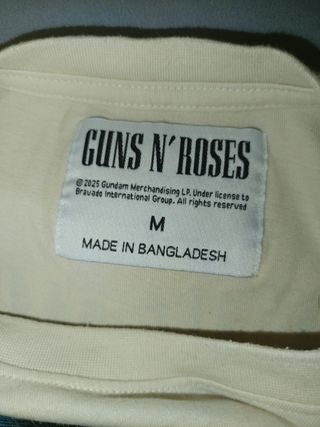 GUNS N' ROSES
© 2025 Gundam Merchandising LP. Under license to
Bravado International Group. All rights reserved
M
MADE IN BANGLADESH